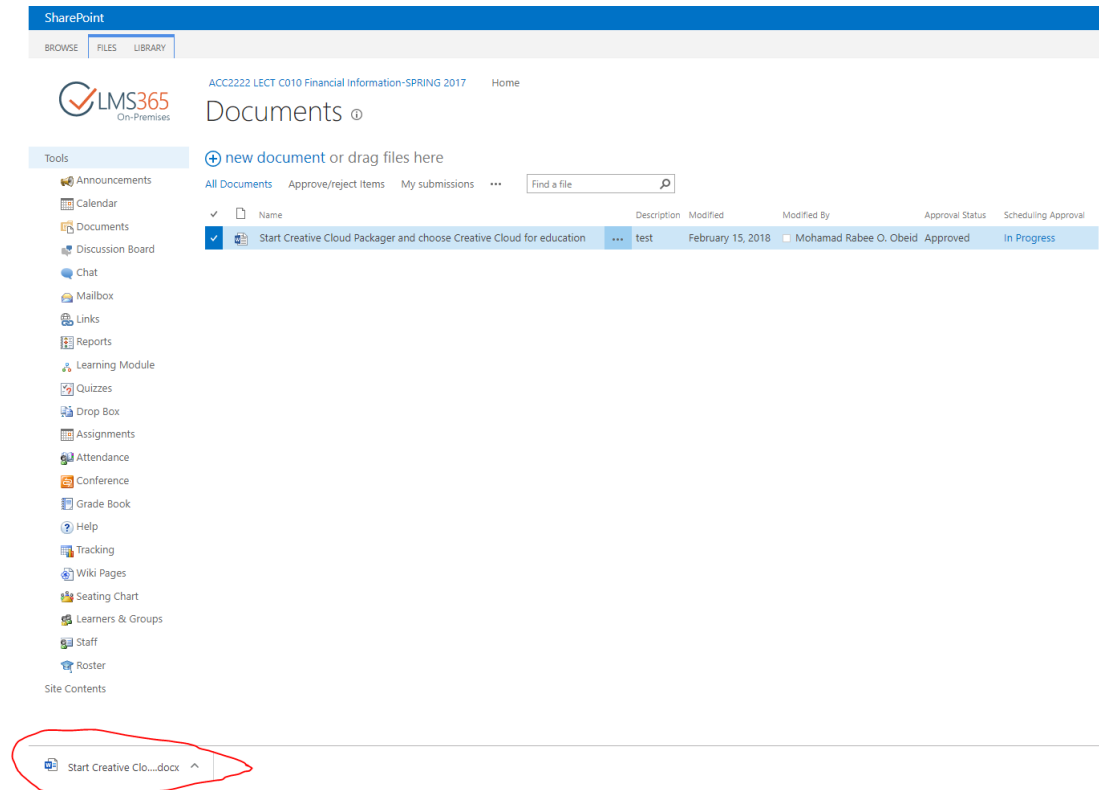 SharePoint
BROWSE FILES LIBRARY
LMS365
On-Premises
ACC2222 LECT C010 Financial Information-SPRING 2017 Home
Documents
new document or drag files here
All Documents Approve/reject Items My submissions ••• Find a file
Name Description Modified Modified By Approval Status Scheduling Approval
Start Creative Cloud Packager and choose Creative Cloud for education ••• test February 15, 2018 Mohamad Rabee O. Obeid Approved In Progress
Tools
Announcements
Calendar
Documents
Discussion Board
Chat
Mailbox
Links
Reports
Learning Module
Quizzes
Drop Box
Assignments
Attendance
Conference
Grade Book
Help
Tracking
Wiki Pages
Seating Chart
Learners & Groups
Staff
Roster
Site Contents
Start Creative Clo....docx